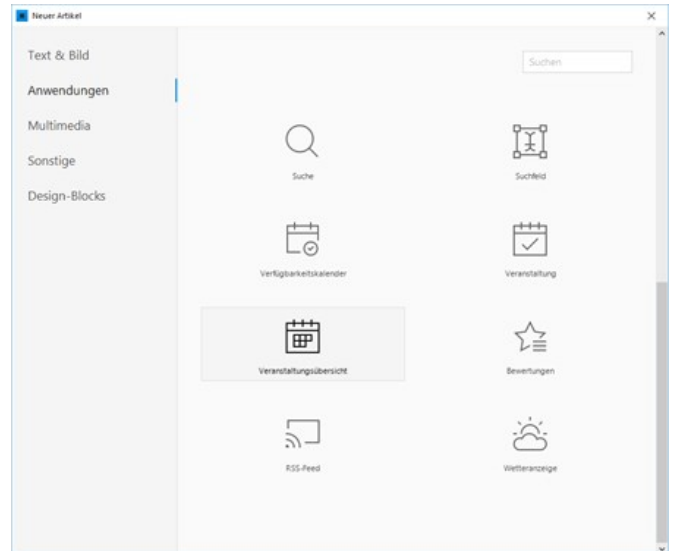 Neuer Artikel
Text & Bild
Anwendungen
Multimedia
Sonstige
Design-Blocks
Suchen
Suche
Suchfeld
Verfügbarkeitskalender
Veranstaltung
Veranstaltungsübersicht
Bewertungen
RSS-Feed
Wetteranzeige